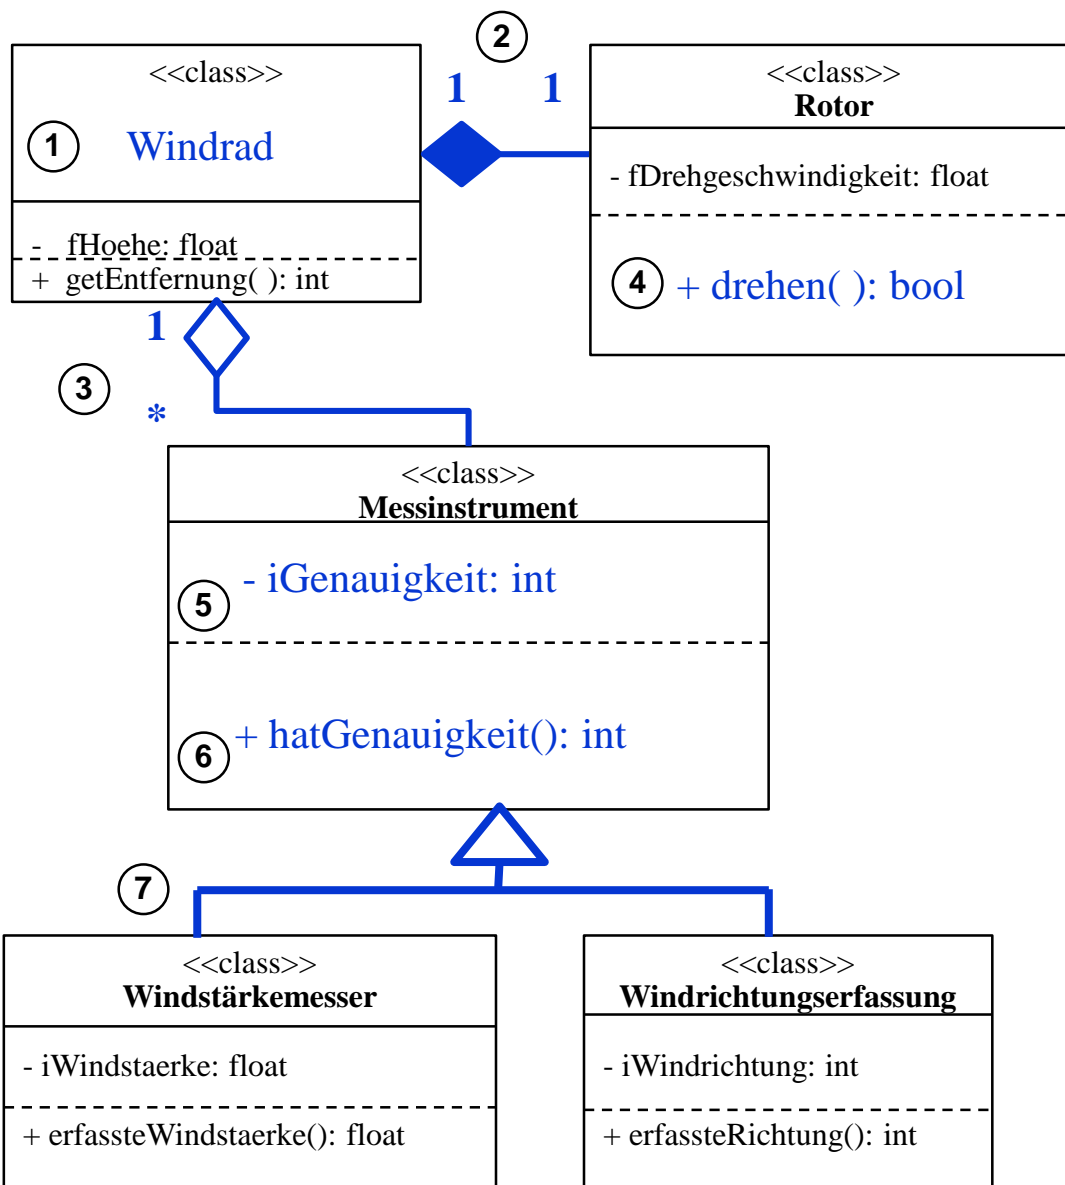 2
<<class>>
1 Windrad
- fHoehe: float
+ getEntfernung( ): int
1 1
<<class>>
Rotor
- fDrehgeschwindigkeit: float
4 + drehen( ): bool
1
3
*
<<class>>
Messinstrument
- iGenauigkeit: int
5
+ hatGenauigkeit(): int
6
7
<<class>>
Windstärkemesser
- iWindstaerke: float
+ erfassteWindstaerke(): float
<<class>>
Windrichtungserfassung
- iWindrichtung: int
+ erfassteRichtung(): int